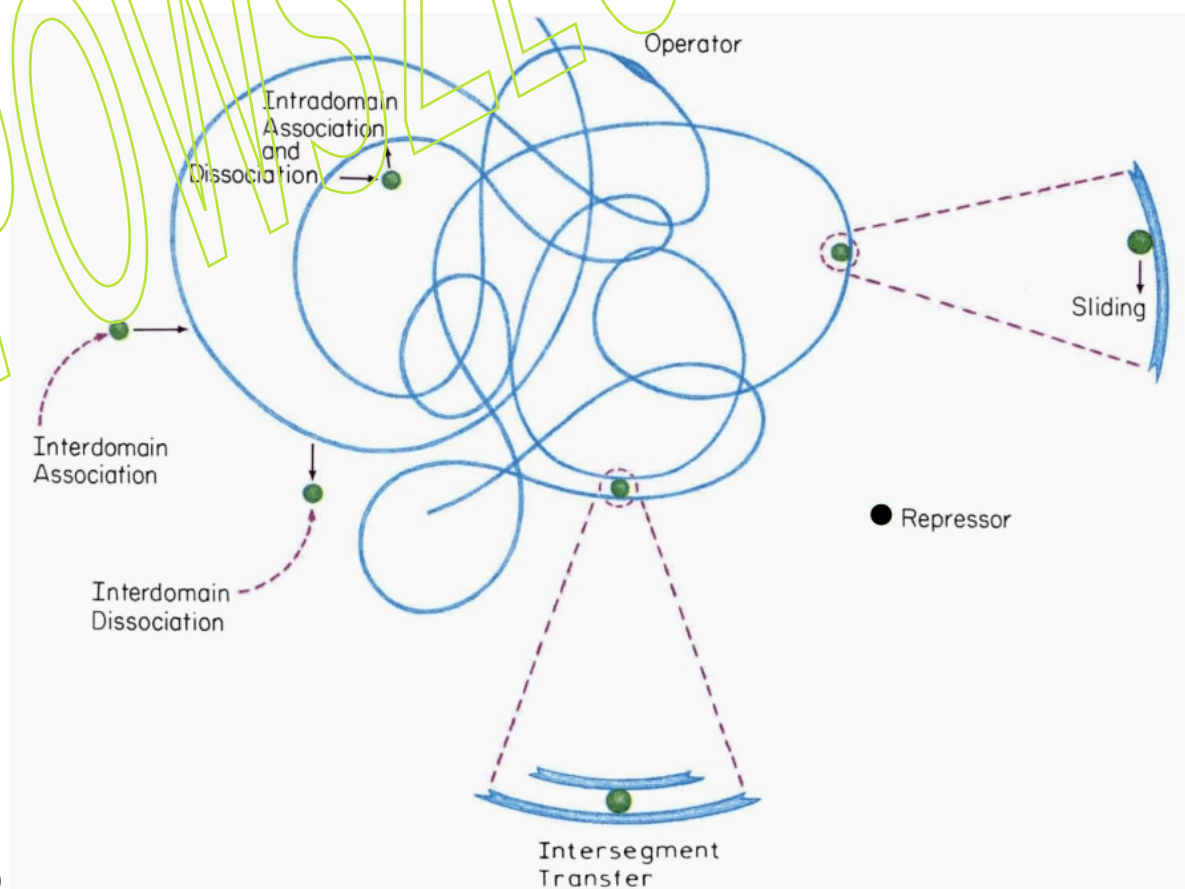 Operator
Intradomain
Association
and
Dissociation
Sliding
Interdomain
Association
Repressor
Interdomain
Dissociation
Intersegment
Transfer